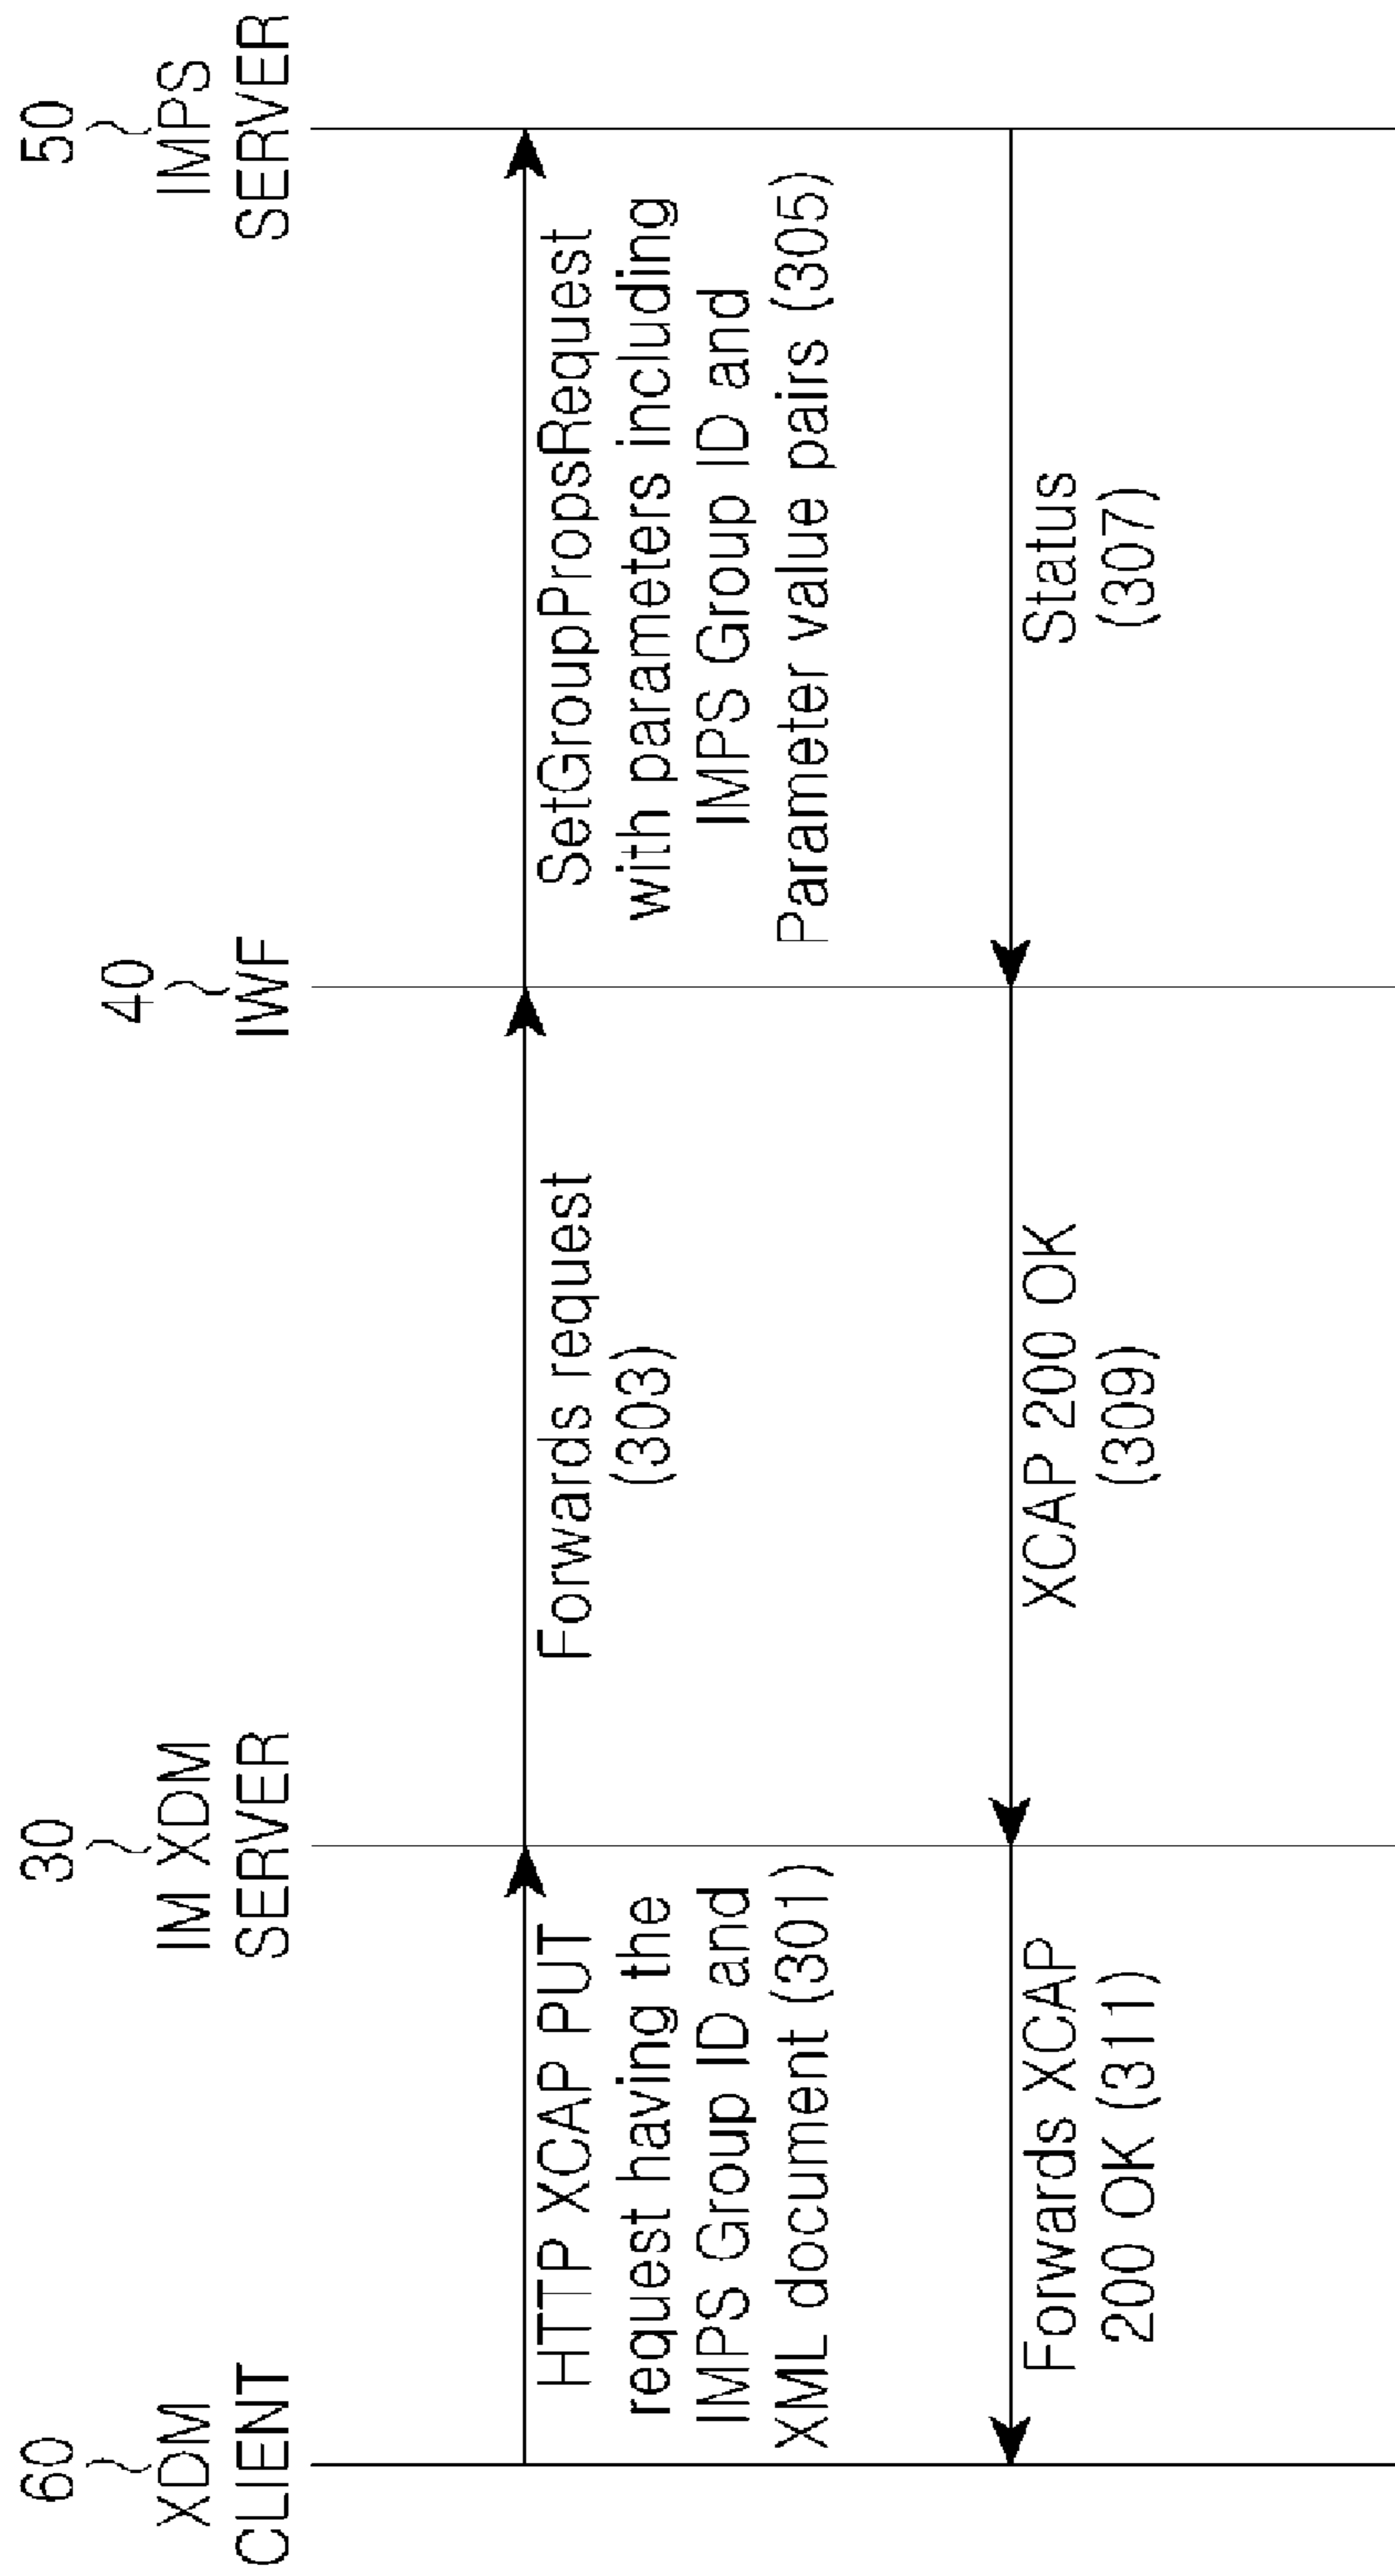 60
XDM
CLIENT
30
IM XDM
SERVER
40
IWF
50
IMPS
SERVER
HTTP XCAP PUT
request having the
IMPS Group ID and
XML document (301)
Forwards request
(303)
SetGroupPropsRequest
with parameters including
IMPS Group ID and
Parameter value pairs (305)
Status
(307)
XCAP 200 OK
(309)
Forwards XCAP
200 OK (311)